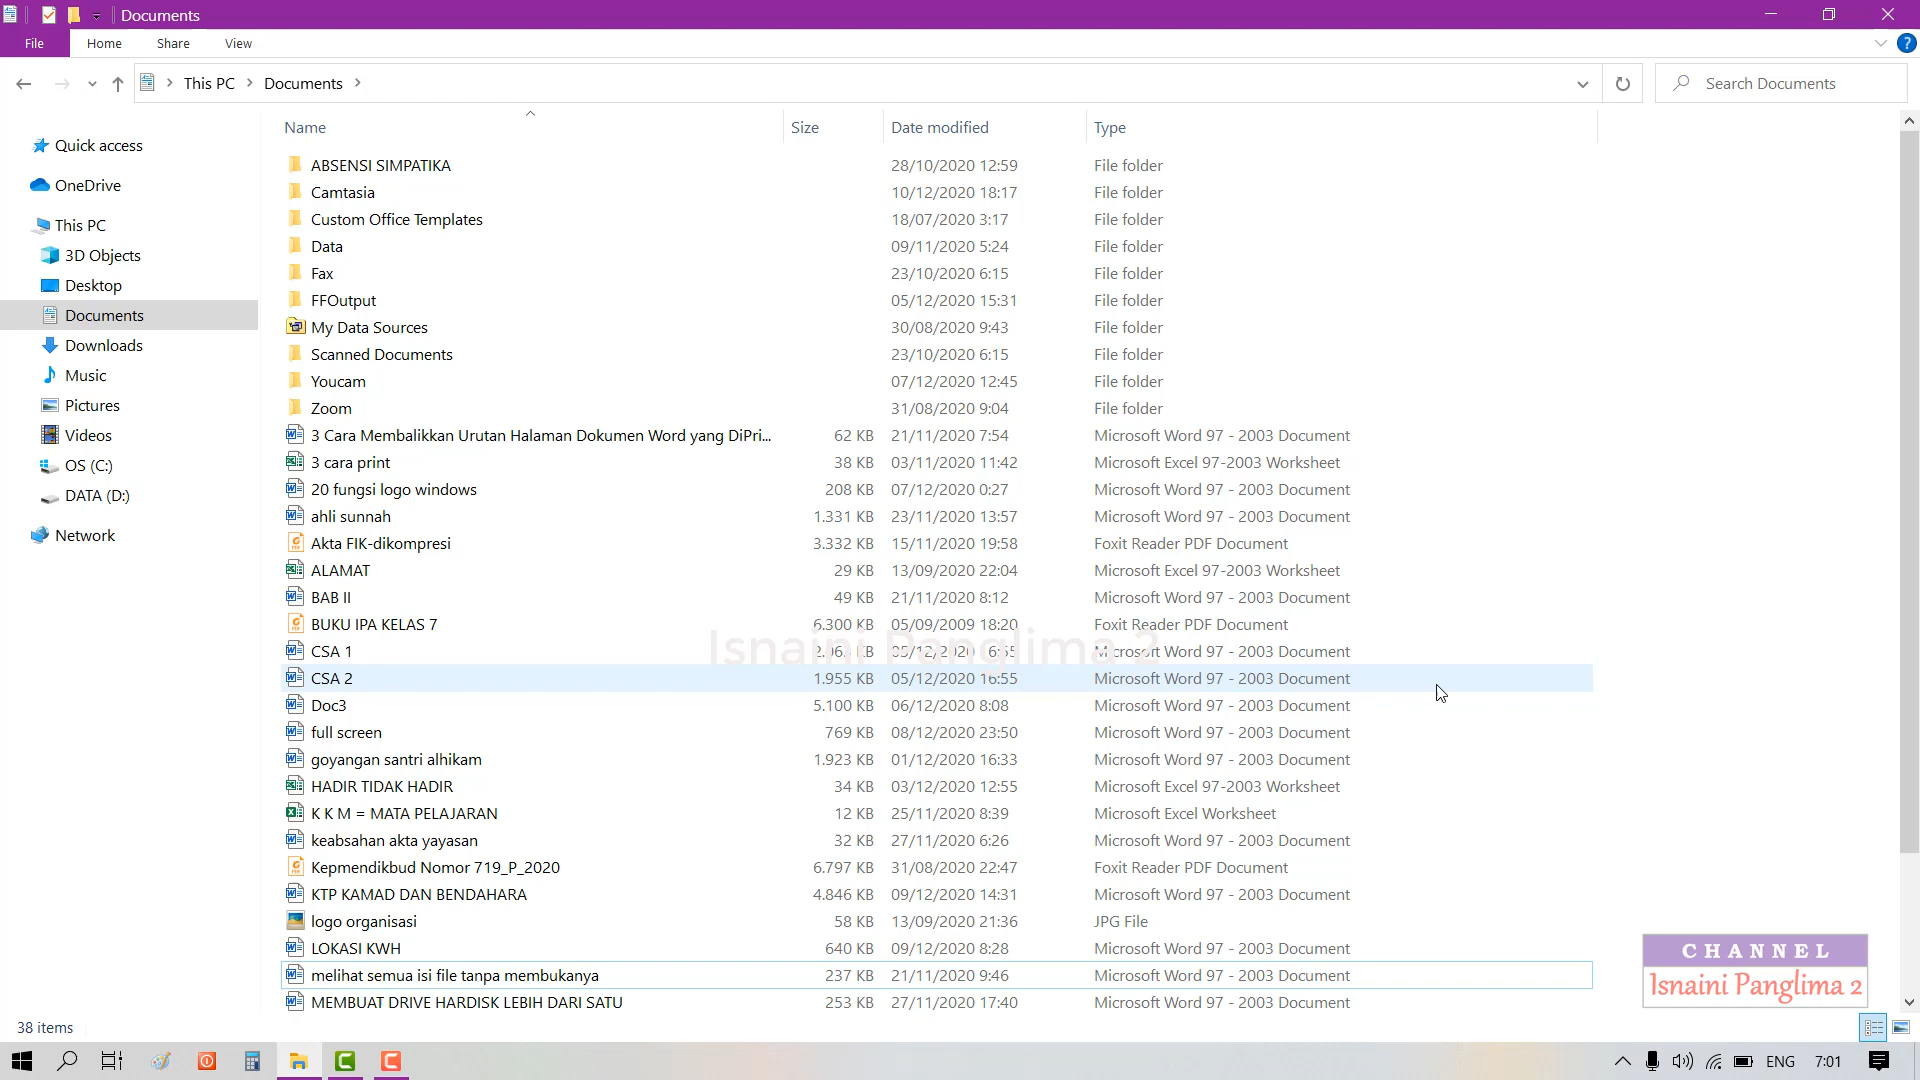 Documents
File Home Share View
This PC Documents Search Documents
Name Size Date modified Type
Quick access
OneDrive
This PC
3D Objects
Desktop
Documents
Downloads
Music
Pictures
Videos
OS (C:)
DATA (D:)
Network
ABSENSI SIMPATIKA 28/10/2020 12:59 File folder
Camtasia 10/12/2020 18:17 File folder
Custom Office Templates 18/07/2020 3:17 File folder
Data 09/11/2020 5:24 File folder
Fax 23/10/2020 6:15 File folder
FFOutput 05/12/2020 15:31 File folder
My Data Sources 30/08/2020 9:43 File folder
Scanned Documents 23/10/2020 6:15 File folder
Youcam 07/12/2020 12:45 File folder
Zoom 31/08/2020 9:04 File folder
3 Cara Membalikkan Urutan Halaman Dokumen Word yang DiPri... 62 KB 21/11/2020 7:54 Microsoft Word 97 - 2003 Document
3 cara print 38 KB 03/11/2020 11:42 Microsoft Excel 97-2003 Worksheet
20 fungsi logo windows 208 KB 07/12/2020 0:27 Microsoft Word 97 - 2003 Document
ahli sunnah 1.331 KB 23/11/2020 13:57 Microsoft Word 97 - 2003 Document
Akta FIK-dikompresi 3.332 KB 15/11/2020 19:58 Foxit Reader PDF Document
ALAMAT 29 KB 13/09/2020 22:04 Microsoft Excel 97-2003 Worksheet
BAB II 49 KB 21/11/2020 8:12 Microsoft Word 97 - 2003 Document
BUKU IPA KELAS 7 6.300 KB 05/09/2009 18:20 Foxit Reader PDF Document
Isnaini Panglima 2
CSA 1 KB Microsoft Word 97 - 2003 Document
CSA 2 1.955 KB 05/12/2020 16:55 Microsoft Word 97 - 2003 Document
Doc3 5.100 KB 06/12/2020 8:08 Microsoft Word 97 - 2003 Document
full screen 769 KB 08/12/2020 23:50 Microsoft Word 97 - 2003 Document
goyangan santri alhikam 1.923 KB 01/12/2020 16:33 Microsoft Word 97 - 2003 Document
HADIR TIDAK HADIR 34 KB 03/12/2020 12:55 Microsoft Excel 97-2003 Worksheet
K K M = MATA PELAJARAN 12 KB 25/11/2020 8:39 Microsoft Excel Worksheet
keabsahan akta yayasan 32 KB 27/11/2020 6:26 Microsoft Word 97 - 2003 Document
Kepmendikbud Nomor 719_P_2020 6.797 KB 31/08/2020 22:47 Foxit Reader PDF Document
KTP KAMAD DAN BENDAHARA 4.846 KB 09/12/2020 14:31 Microsoft Word 97 - 2003 Document
logo organisasi 58 KB 13/09/2020 21:36 JPG File
LOKASI KWH 640 KB 09/12/2020 8:28 Microsoft Word 97 - 2003 Document
melihat semua isi file tanpa membukanya 237 KB 21/11/2020 9:46 Microsoft Word 97 - 2003 Document
MEMBUAT DRIVE HARDISK LEBIH DARI SATU 253 KB 27/11/2020 17:40 Microsoft Word 97 - 2003 Document
CHANNEL
Isnaini Panglima 2
38 items
ENG 7:01